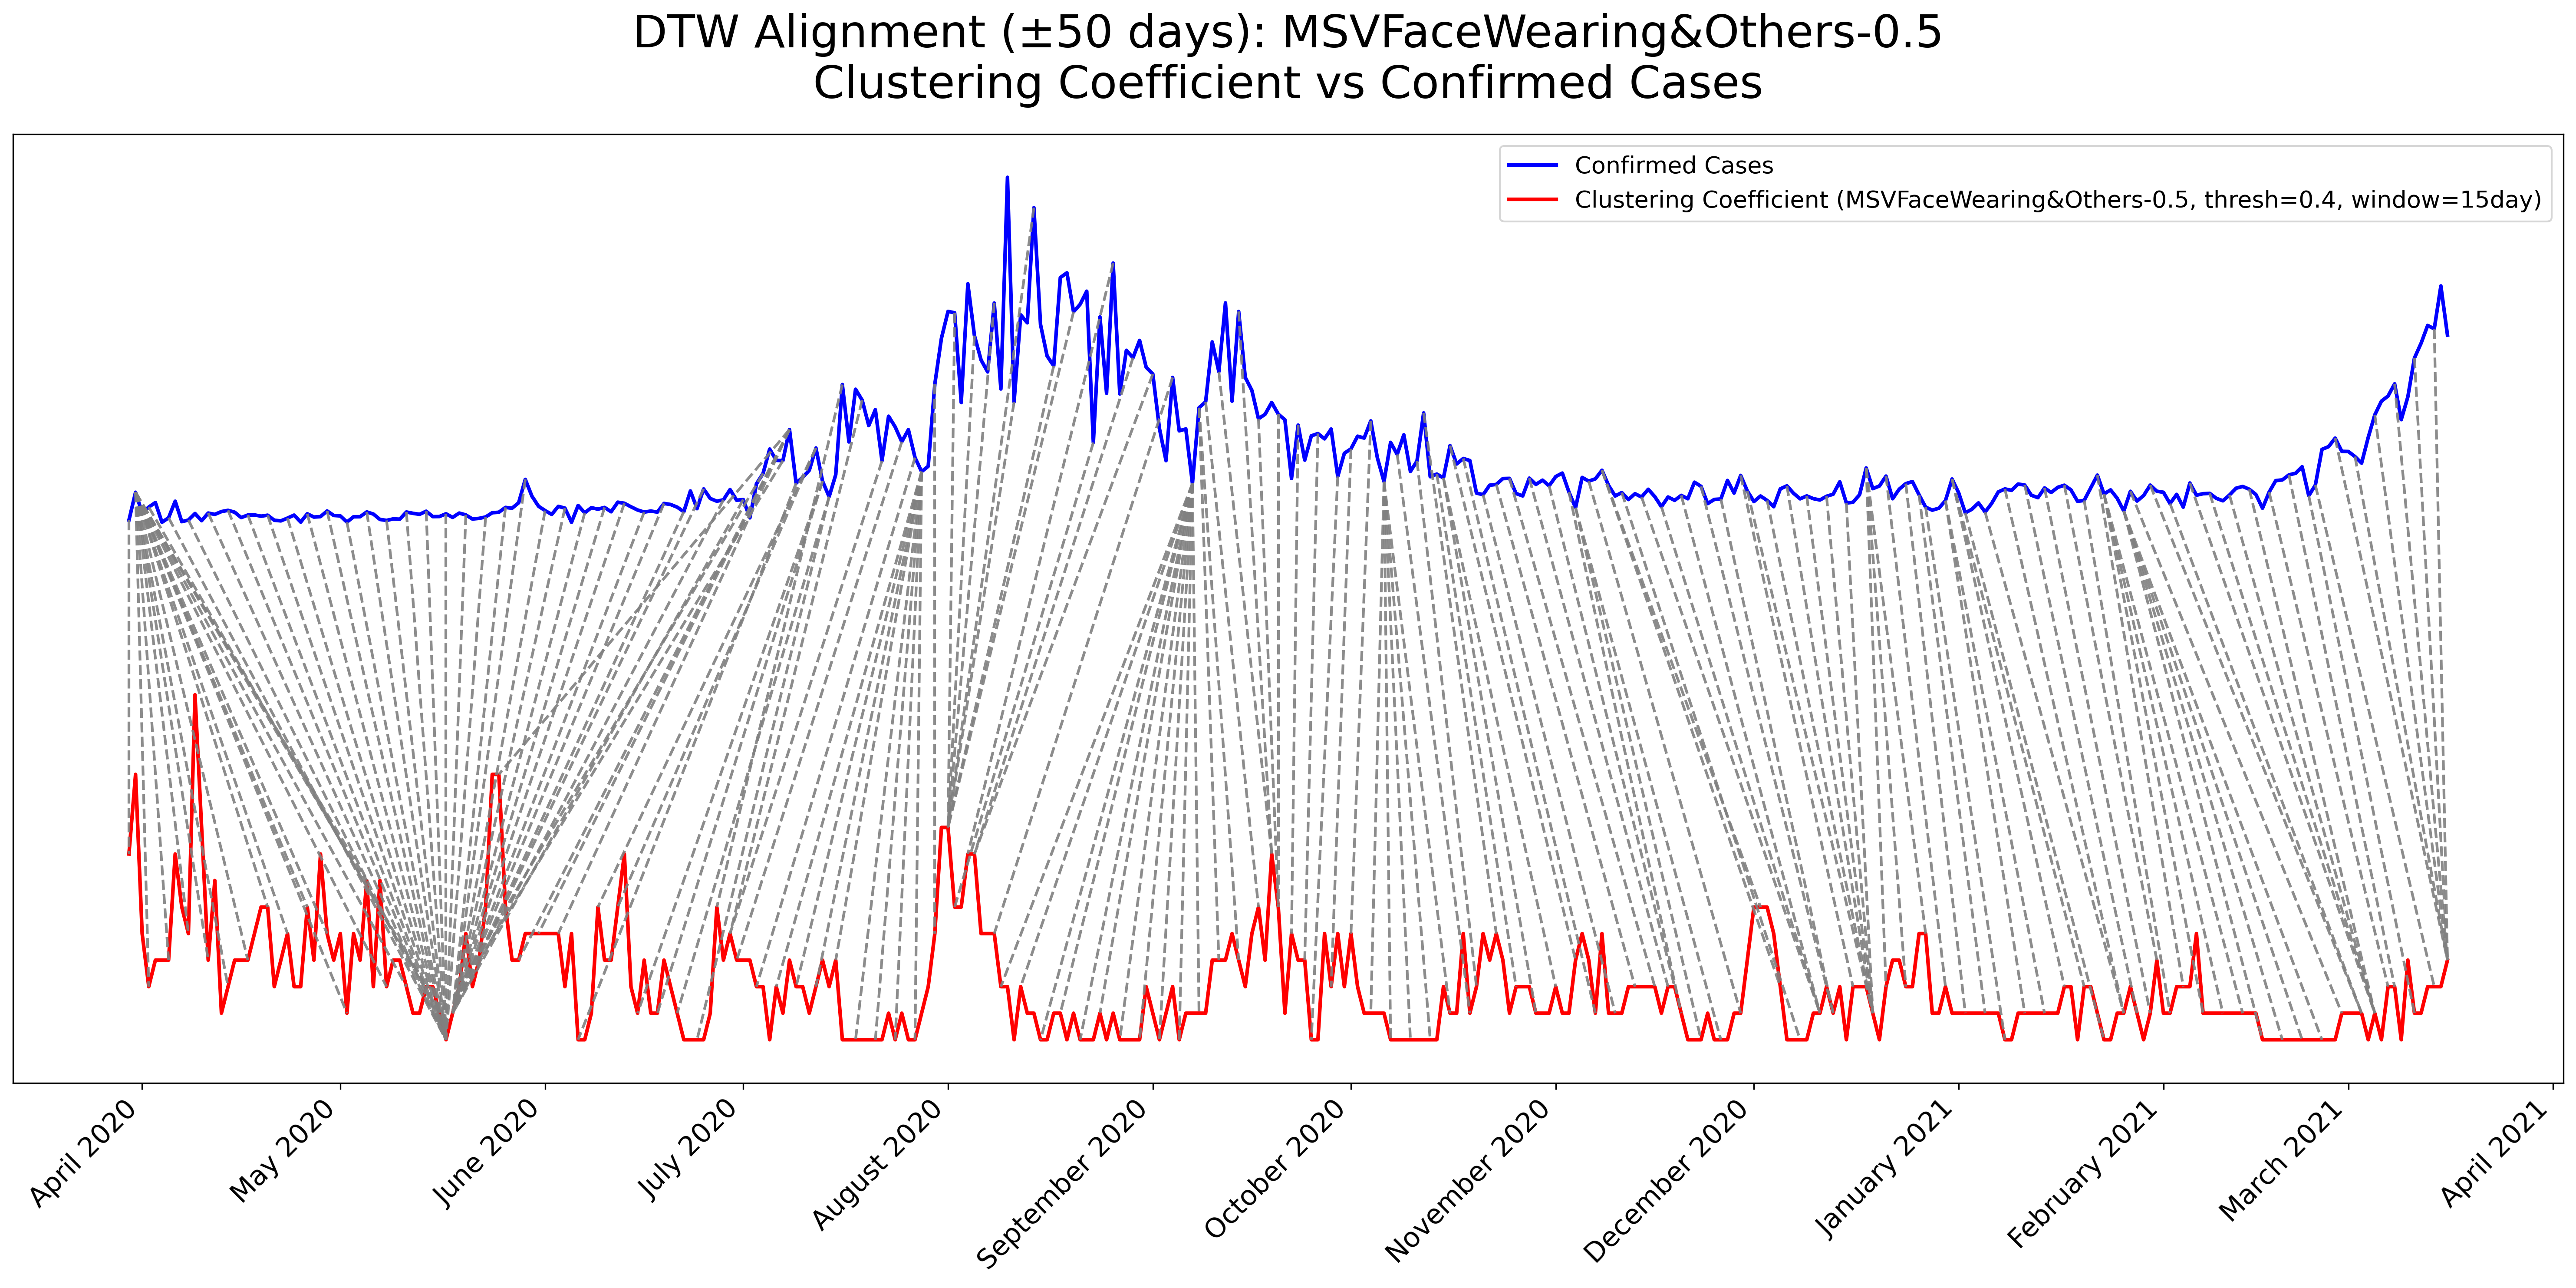 DTW Alignment (±50 days): MSVFaceWearing&Others-0.5
Clustering Coefficient vs Confirmed Cases
Confirmed Cases
Clustering Coefficient (MSVFaceWearing&Others-0.5, thresh=0.4, window=15day)
April 2020
May 2020
June 2020
July 2020
August 2020
September 2020
October 2020
November 2020
December 2020
January 2021
February 2021
March 2021
April 2021